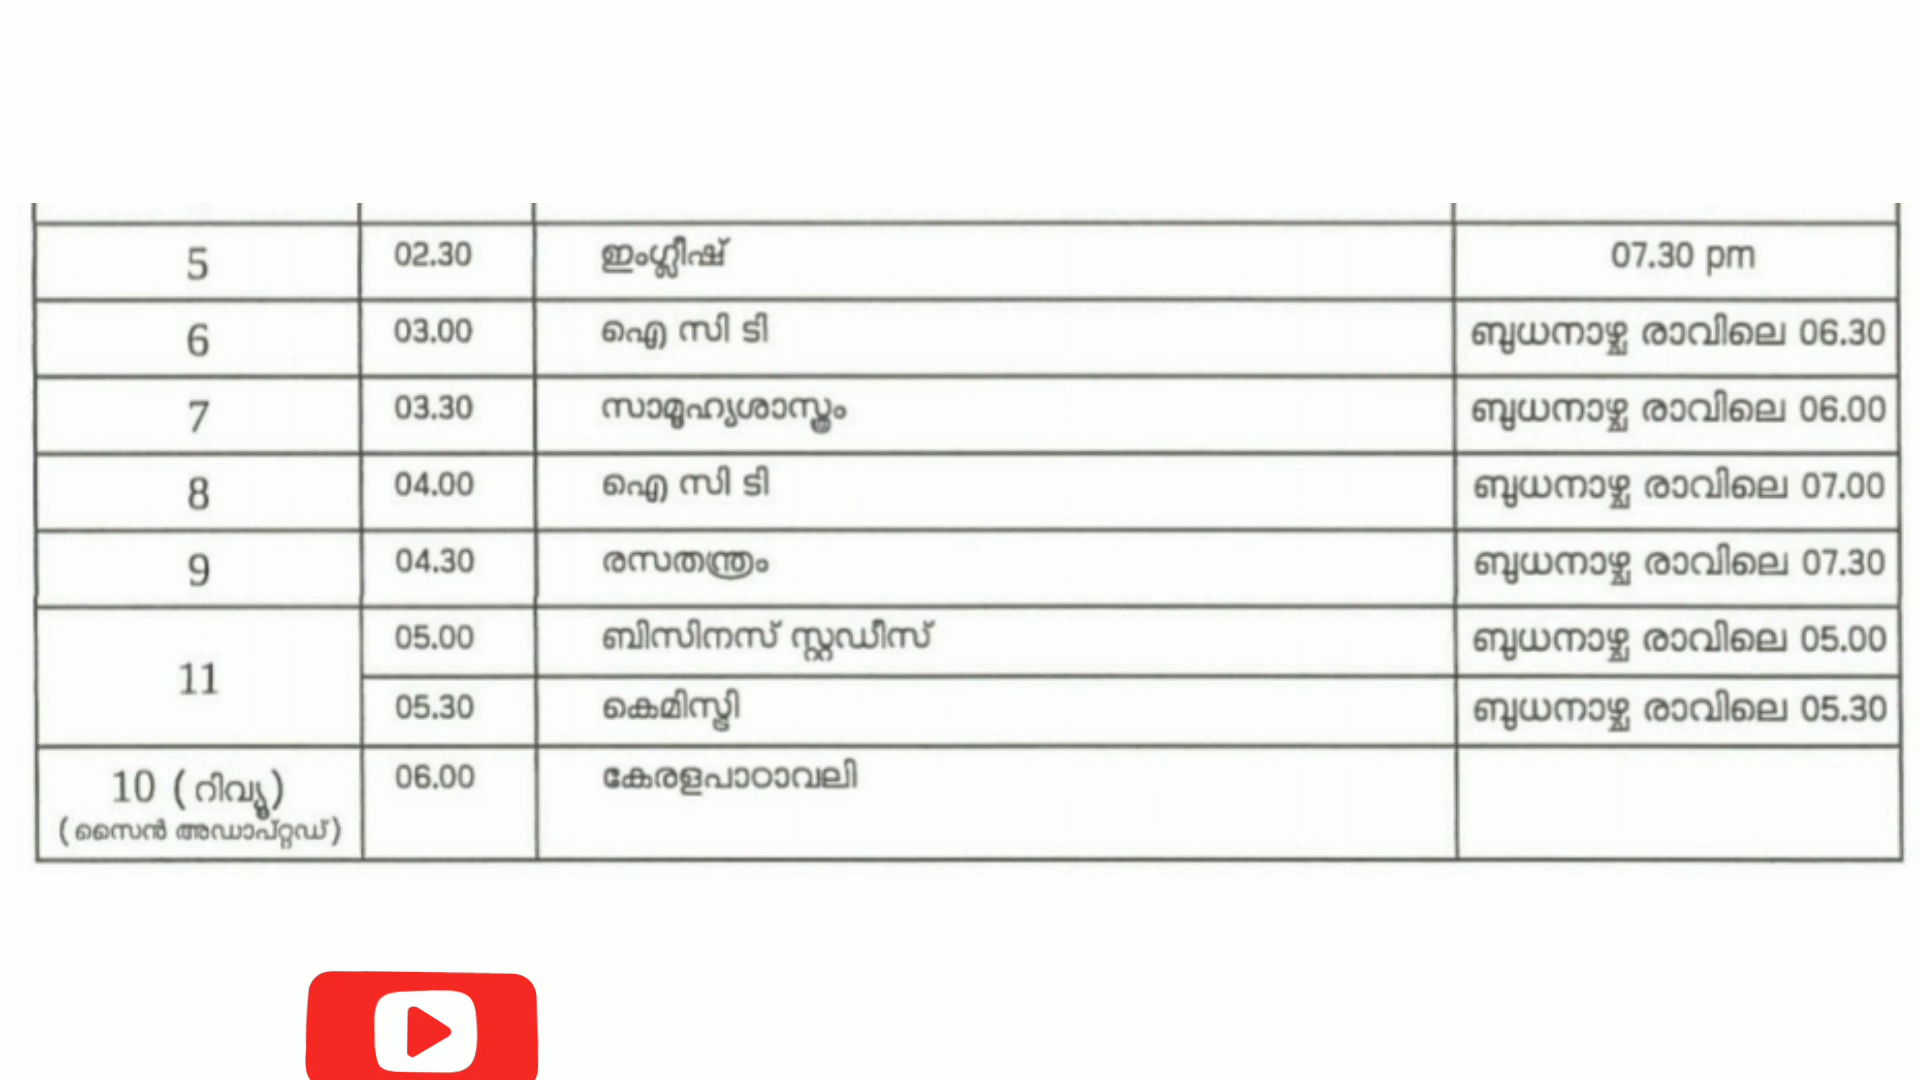 5 02.30 ഇംഗ്ലീഷ് 07.30 pm
6 03.00 ഐ സി ടി ബുധനാഴ്ച രാവിലെ 06.30
7 03.30 സാമൂഹ്യശാസ്ത്രം ബുധനാഴ്ച രാവിലെ 06.00
8 04.00 ഐ സി ടി ബുധനാഴ്ച രാവിലെ 07.00
9 04.30 രസതന്ത്രം ബുധനാഴ്ച രാവിലെ 07.30
11 05.00 ബിസിനസ് സ്റ്റഡീസ് ബുധനാഴ്ച രാവിലെ 05.00
05.30 കെമിസ്ട്രി ബുധനാഴ്ച രാവിലെ 05.30
10 (റിവ്യൂ) 06.00 കേരളപാഠാവലി
(സൈൻ അഡാപ്റ്റഡ്)